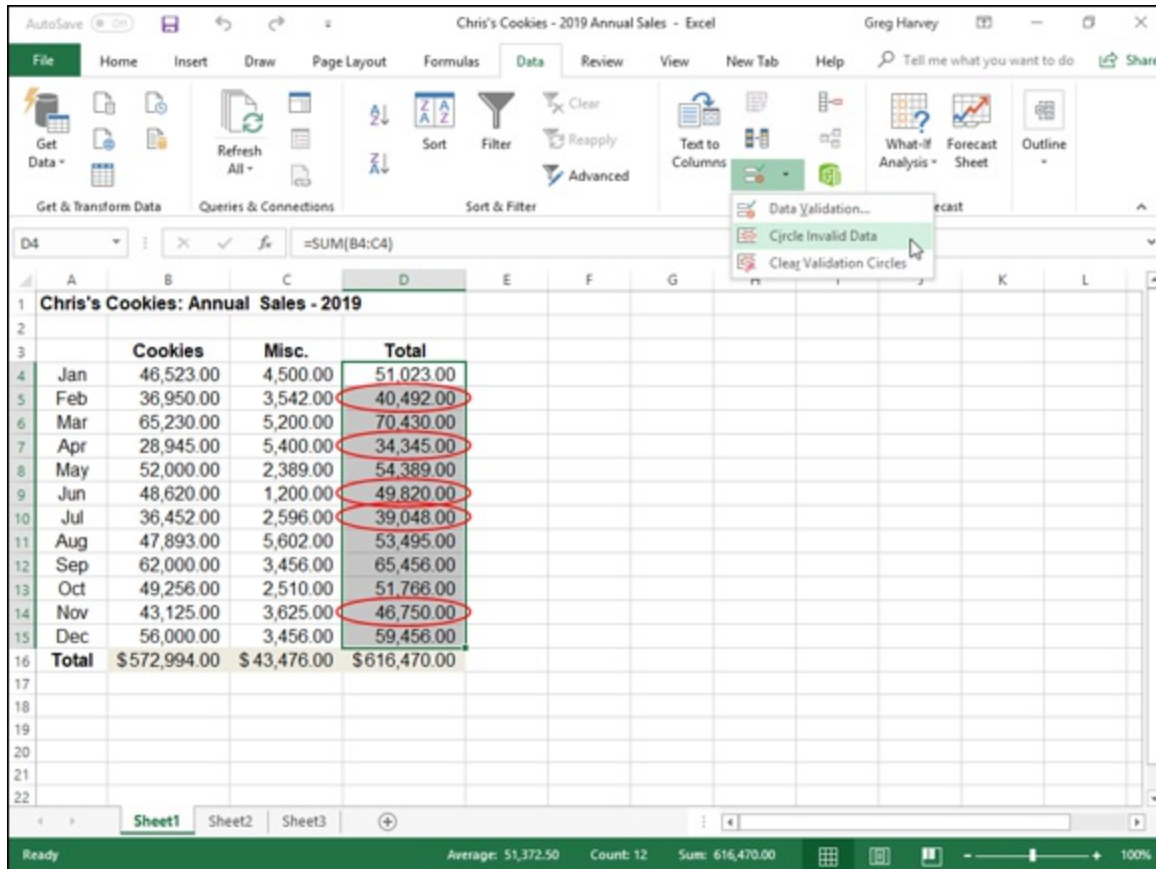 AutoSave Off
Chris's Cookies - 2019 Annual Sales - Excel
Greg Harvey
File Home Insert Draw Page Layout Formulas Data Review View New Tab Help Tell me what you want to do Share
Get Data
Refresh All
Sort
Filter
Clear
Reapply
Advanced
Text to Columns
What-If Analysis
Forecast Sheet
Outline
Get & Transform Data Queries & Connections Sort & Filter ecast
Data Validation...
Circle Invalid Data
Clear Validation Circles
D4 fx =SUM(B4:C4)
A B C D E F G H I J K L
1 Chris's Cookies: Annual Sales - 2019
2
3 Cookies Misc. Total
4 Jan 46,523.00 4,500.00 51,023.00
5 Feb 36,950.00 3,542.00 40,492.00
6 Mar 65,230.00 5,200.00 70,430.00
7 Apr 28,945.00 5,400.00 34,345.00
8 May 52,000.00 2,389.00 54,389.00
9 Jun 48,620.00 1,200.00 49,820.00
10 Jul 36,452.00 2,596.00 39,048.00
11 Aug 47,893.00 5,602.00 53,495.00
12 Sep 62,000.00 3,456.00 65,456.00
13 Oct 49,256.00 2,510.00 51,766.00
14 Nov 43,125.00 3,625.00 46,750.00
15 Dec 56,000.00 3,456.00 59,456.00
16 Total $572,994.00 $43,476.00 $616,470.00
17
18
19
20
21
22
Sheet1 Sheet2 Sheet3
Ready Average: 51,372.50 Count: 12 Sum: 616,470.00 100%